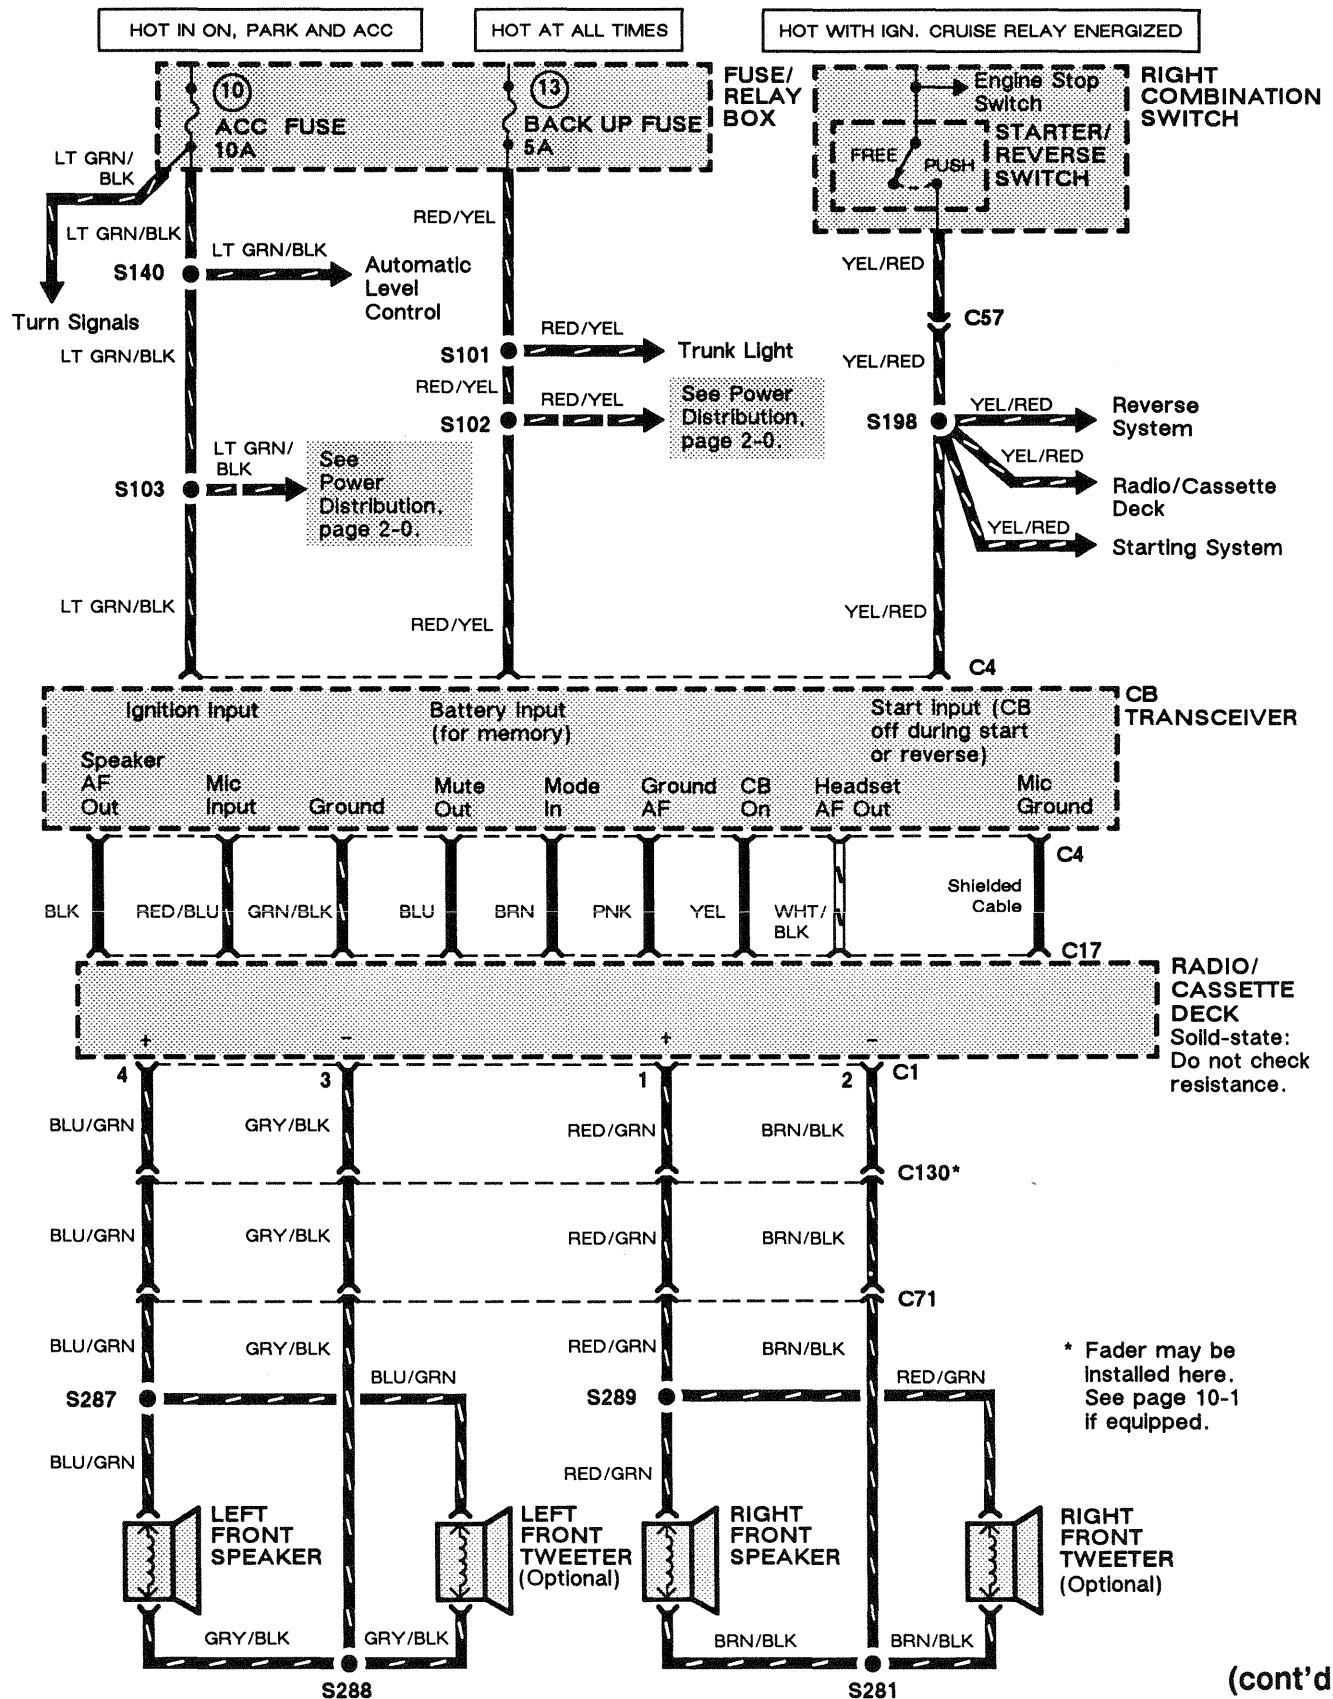 HOT IN ON, PARK AND ACC
HOT AT ALL TIMES
HOT WITH IGN. CRUISE RELAY ENERGIZED
10
ACC FUSE
10A
13
BACK UP FUSE
5A
FUSE/
RELAY
BOX
Engine Stop
Switch
RIGHT
COMBINATION
SWITCH
STARTER/
REVERSE
SWITCH
FREE
PUSH
LT GRN/
BLK
LT GRN/BLK
S140
LT GRN/BLK
Automatic
Level
Control
Turn Signals
LT GRN/BLK
RED/YEL
S101
RED/YEL
Trunk Light
RED/YEL
S102
RED/YEL
See Power
Distribution,
page 2-0.
YEL/RED
C57
YEL/RED
S198
YEL/RED
Reverse
System
YEL/RED
Radio/Cassette
Deck
YEL/RED
Starting System
S103
LT GRN/
BLK
See
Power
Distribution,
page 2-0.
LT GRN/BLK
RED/YEL
YEL/RED
C4
CB
TRANSCEIVER
Ignition Input
Battery Input
(for memory)
Start input (CB
off during start
or reverse)
Speaker
AF
Out
Mic
Input
Ground
Mute
Out
Mode
In
Ground
AF
CB
On
Headset
AF Out
Mic
Ground
C4
BLK
RED/BLU
GRN/BLK
BLU
BRN
PNK
YEL
WHT/
BLK
Shielded
Cable
C17
RADIO/
CASSETTE
DECK
Solid-state:
Do not check
resistance.
+
−
+
−
4
3
1
2
C1
BLU/GRN
GRY/BLK
RED/GRN
BRN/BLK
C130*
BLU/GRN
GRY/BLK
RED/GRN
BRN/BLK
C71
BLU/GRN
GRY/BLK
RED/GRN
BRN/BLK
* Fader may be
installed here.
See page 10-1
if equipped.
S287
BLU/GRN
S289
RED/GRN
BLU/GRN
RED/GRN
LEFT
FRONT
SPEAKER
LEFT
FRONT
TWEETER
(Optional)
RIGHT
FRONT
SPEAKER
RIGHT
FRONT
TWEETER
(Optional)
GRY/BLK
GRY/BLK
BRN/BLK
BRN/BLK
S288
S281
(cont'd